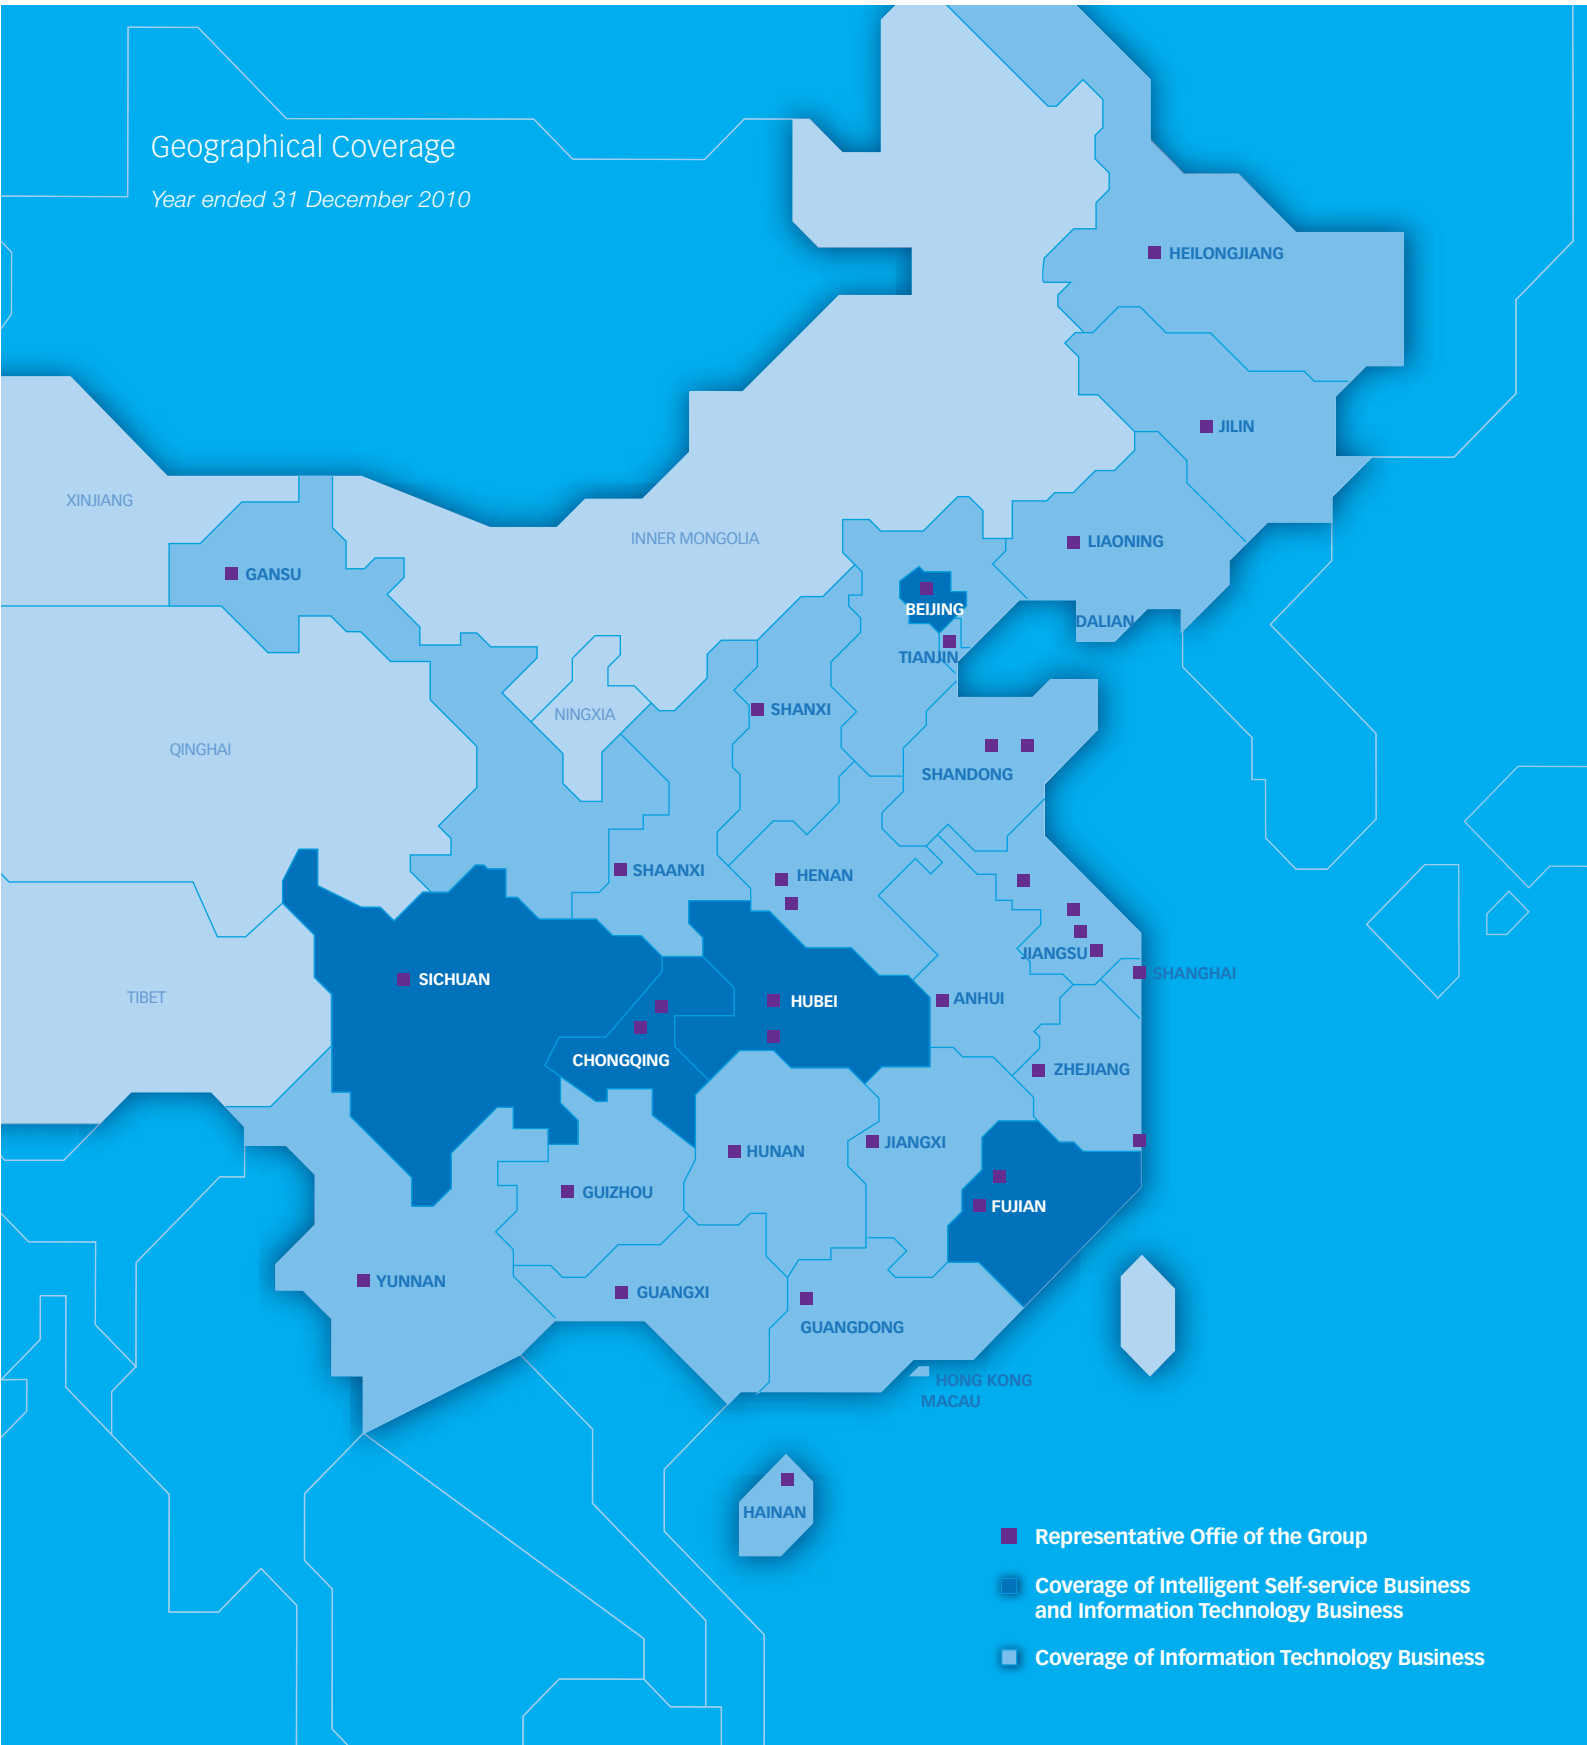 Geographical Coverage
Year ended 31 December 2010
HEILONGJIANG
JILIN
XINJIANG
INNER MONGOLIA
LIAONING
GANSU
BEIJING
DALIAN
TIANJIN
NINGXIA
SHANXI
QINGHAI
SHANDONG
SHAANXI
HENAN
JIANGSU
SHANGHAI
SICHUAN
TIBET
HUBEI
ANHUI
CHONGQING
ZHEJIANG
HUNAN
JIANGXI
GUIZHOU
FUJIAN
YUNNAN
GUANGXI
GUANGDONG
HONG KONG
MACAU
HAINAN
Representative Offie of the Group
Coverage of Intelligent Self-service Business
and Information Technology Business
Coverage of Information Technology Business